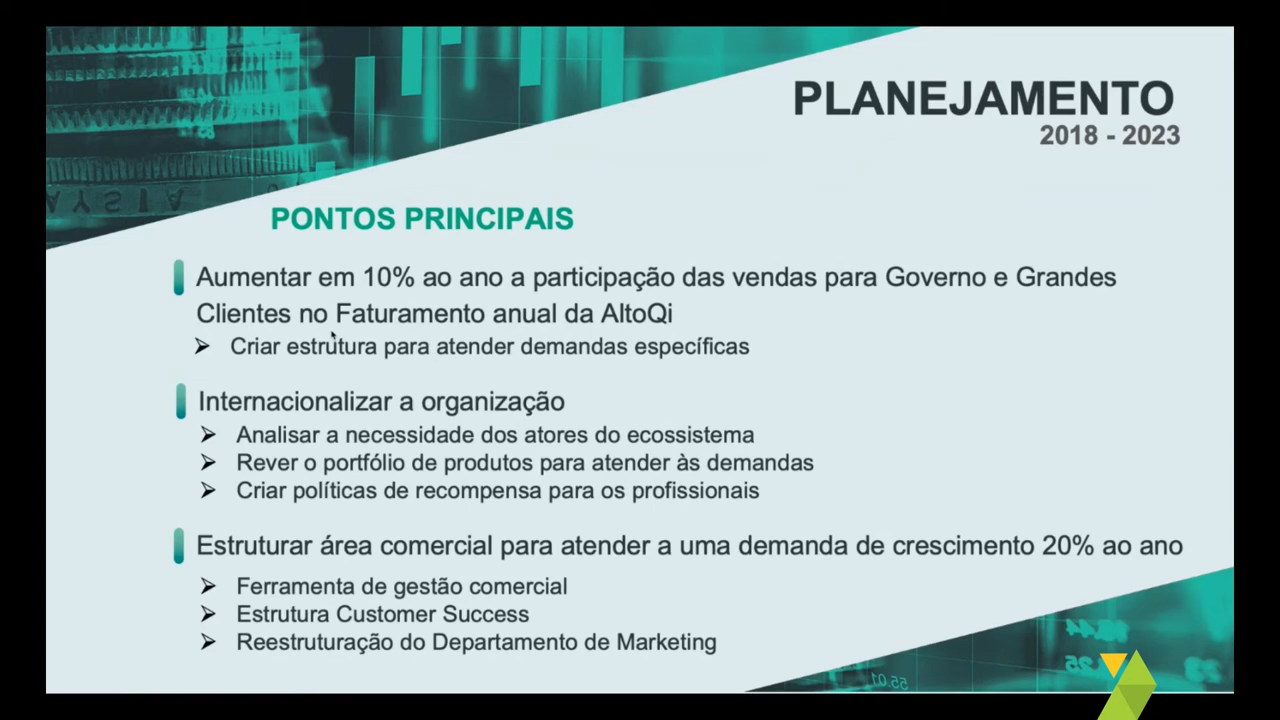 PLANEJAMENTO
2018 - 2023
PONTOS PRINCIPAIS
Aumentar em 10% ao ano a participação das vendas para Governo e Grandes
Clientes no Faturamento anual da AltoQi
Criar estrutura para atender demandas específicas
Internacionalizar a organização
Analisar a necessidade dos atores do ecossistema
Rever o portfólio de produtos para atender às demandas
Criar políticas de recompensa para os profissionais
Estruturar área comercial para atender a uma demanda de crescimento 20% ao ano
Ferramenta de gestão comercial
Estrutura Customer Success
Reestruturação do Departamento de Marketing